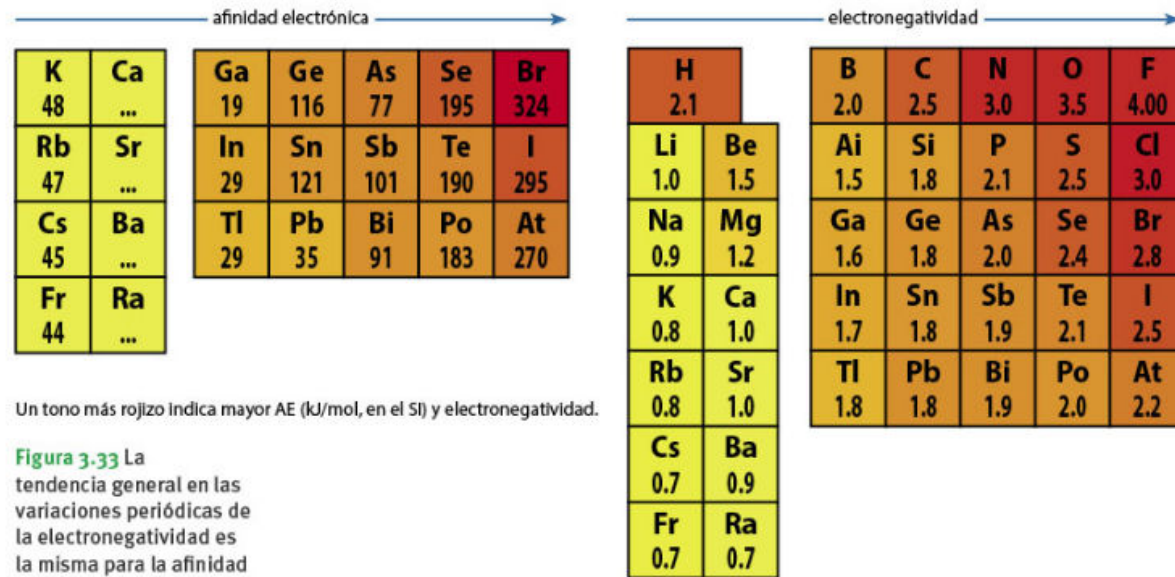 afinidad electrónica
K Ca Ga Ge As Se Br
48 ... 19 116 77 195 324
Rb Sr In Sn Sb Te I
47 ... 29 121 101 190 295
Cs Ba Tl Pb Bi Po At
45 ... 29 35 91 183 270
Fr Ra
44 ...
Un tono más rojizo indica mayor AE (kJ/mol, en el SI) y electronegatividad.
Figura 3.33 La
tendencia general en las
variaciones periódicas de
la electronegatividad es
la misma para la afinidad
electronegatividad
H B C N O F
2.1 2.0 2.5 3.0 3.5 4.00
Li Be Ai Si P S Cl
1.0 1.5 1.5 1.8 2.1 2.5 3.0
Na Mg Ga Ge As Se Br
0.9 1.2 1.6 1.8 2.0 2.4 2.8
K Ca In Sn Sb Te I
0.8 1.0 1.7 1.8 1.9 2.1 2.5
Rb Sr Tl Pb Bi Po At
0.8 1.0 1.8 1.8 1.9 2.0 2.2
Cs Ba
0.7 0.9
Fr Ra
0.7 0.7